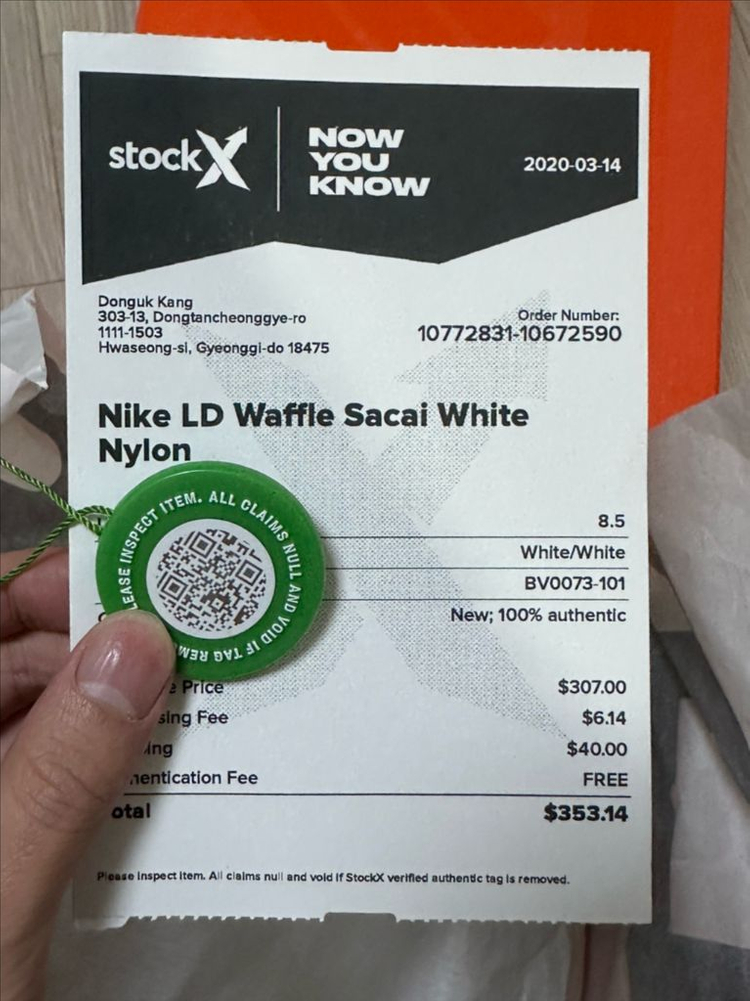 stockX
NOW
YOU
KNOW
2020-03-14
Donguk Kang
303-13, Dongtancheonggye-ro
1111-1503
Hwaseong-si, Gyeonggi-do 18475
Order Number:
10772831-10672590
Nike LD Waffle Sacai White
Nylon
8.5
White/White
BV0073-101
New; 100% authentic
LEASE INSPECT ITEM. ALL CLAIMS NULL AND VOID IF TAG REM
e Price $307.00
sing Fee $6.14
ing $40.00
hentication Fee FREE
otal $353.14
Please inspect item. All claims null and void if StockX verified authentic tag is removed.